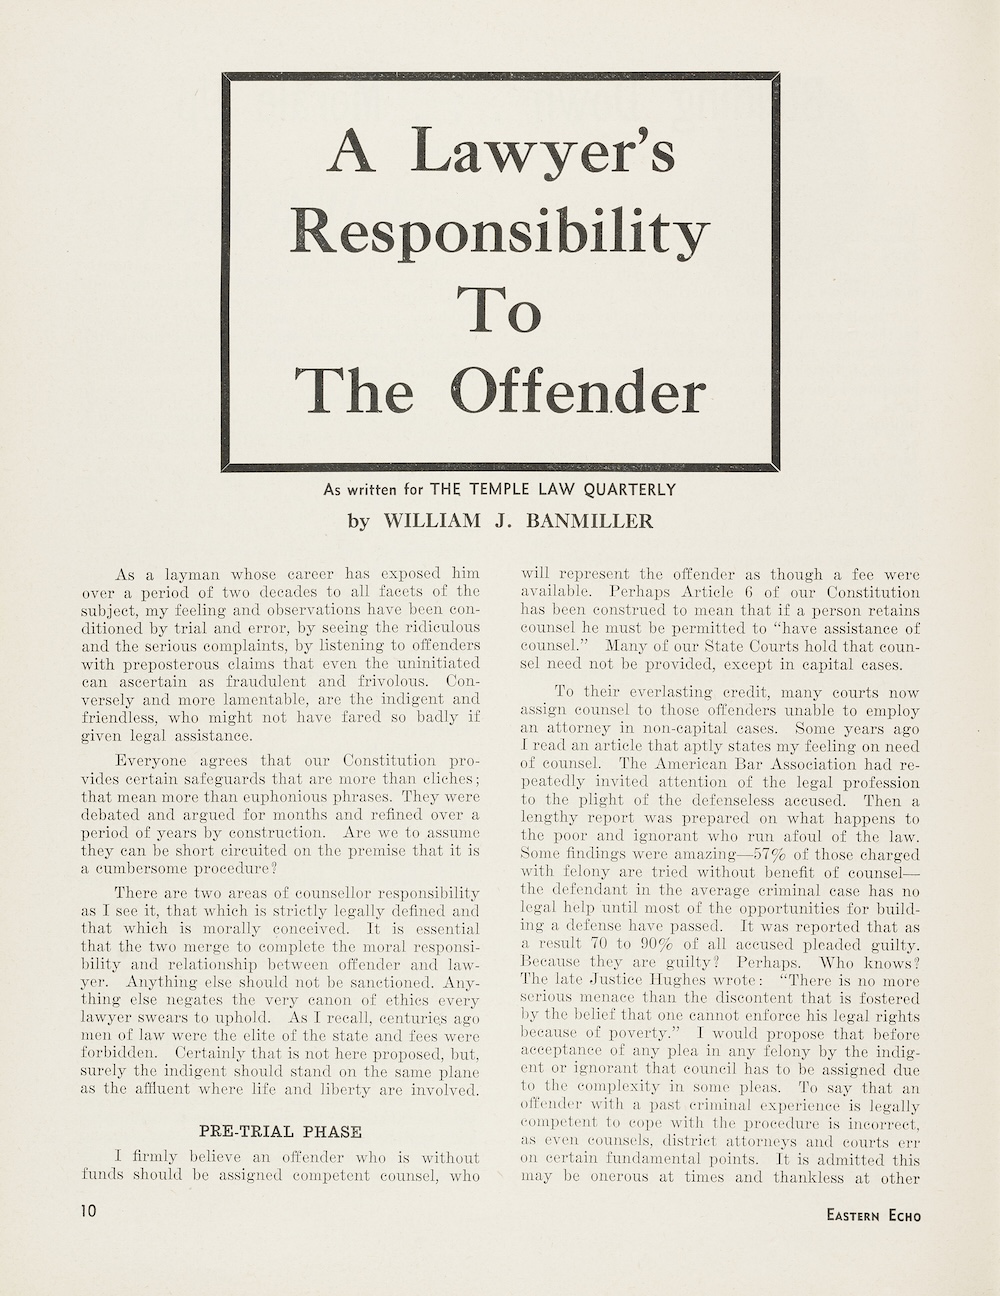 A Lawyer's
Responsibility
To
The Offender
As written for THE TEMPLE LAW QUARTERLY
by WILLIAM J. BANMILLER
As a layman whose career has exposed him
over a period of two decades to all facets of the
subject, my feeling and observations have been con-
ditioned by trial and error, by seeing the ridiculous
and the serious complaints, by listening to offenders
with preposterous claims that even the uninitiated
can ascertain as fraudulent and frivolous. Con-
versely and more lamentable, are the indigent and
friendless, who might not have fared so badly if
given legal assistance.
Everyone agrees that our Constitution pro-
vides certain safeguards that are more than cliches;
that mean more than euphonious phrases. They were
debated and argued for months and refined over a
period of years by construction. Are we to assume
they can be short circuited on the premise that it is
a cumbersome procedure?
There are two areas of counsellor responsibility
as I see it, that which is strictly legally defined and
that which is morally conceived. It is essential
that the two merge to complete the moral responsi-
bility and relationship between offender and law-
yer. Anything else should not be sanctioned. Any-
thing else negates the very canon of ethics every
lawyer swears to uphold. As I recall, centuries ago
men of law were the elite of the state and fees were
forbidden. Certainly that is not here proposed, but,
surely the indigent should stand on the same plane
as the affluent where life and liberty are involved.
PRE-TRIAL PHASE
I firmly believe an offender who is without
funds should be assigned competent counsel, who
will represent the offender as though a fee were
available. Perhaps Article 6 of our Constitution
has been construed to mean that if a person retains
counsel he must be permitted to "have assistance of
counsel." Many of our State Courts hold that coun-
sel need not be provided, except in capital cases.
To their everlasting credit, many courts now
assign counsel to those offenders unable to employ
an attorney in non-capital cases. Some years ago
I read an article that aptly states my feeling on need
of counsel. The American Bar Association had re-
peatedly invited attention of the legal profession
to the plight of the defenseless accused. Then a
lengthy report was prepared on what happens to
the poor and ignorant who run afoul of the law.
Some findings were amazing—57% of those charged
with felony are tried without benefit of counsel—
the defendant in the average criminal case has no
legal help until most of the opportunities for build-
ing a defense have passed. It was reported that as
a result 70 to 90% of all accused pleaded guilty.
Because they are guilty? Perhaps. Who knows?
The late Justice Hughes wrote: "There is no more
serious menace than the discontent that is fostered
by the belief that one cannot enforce his legal rights
because of poverty." I would propose that before
acceptance of any plea in any felony by the indig-
ent or ignorant that council has to be assigned due
to the complexity in some pleas. To say that an
offender with a past criminal experience is legally
competent to cope with the procedure is incorrect,
as even counsels, district attorneys and courts err
on certain fundamental points. It is admitted this
may be onerous at times and thankless at other
10
EASTERN ECHO